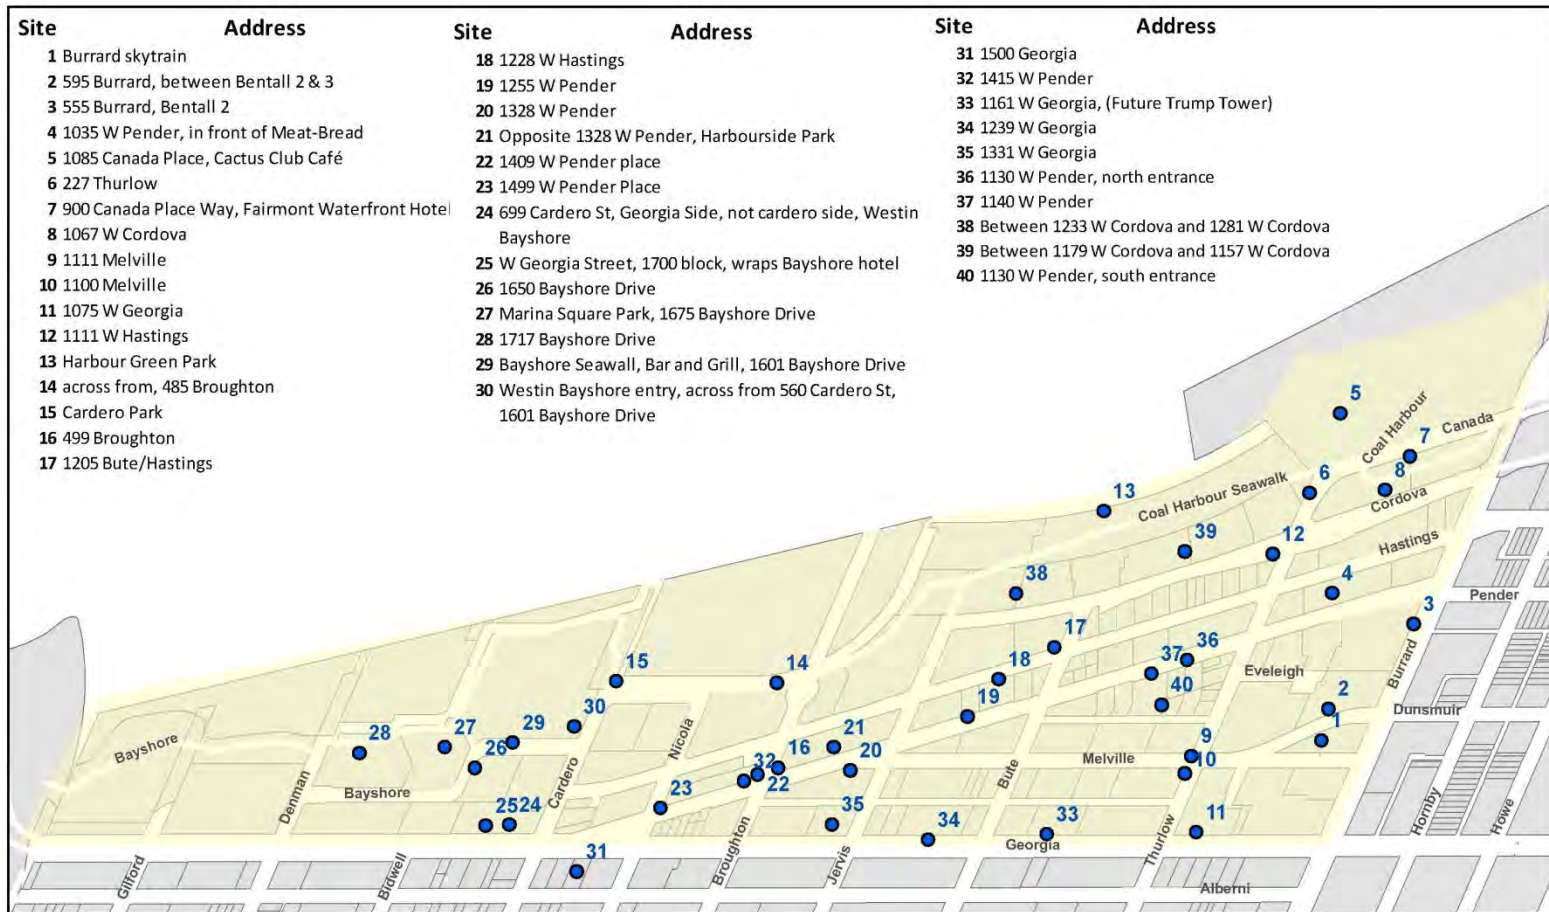 Site Address
1 Burrard skytrain
2 595 Burrard, between Bentall 2 & 3
3 555 Burrard, Bentall 2
4 1035 W Pender, in front of Meat-Bread
5 1085 Canada Place, Cactus Club Café
6 227 Thurlow
7 900 Canada Place Way, Fairmont Waterfront Hotel
8 1067 W Cordova
9 1111 Melville
10 1100 Melville
11 1075 W Georgia
12 1111 W Hastings
13 Harbour Green Park
14 across from, 485 Broughton
15 Cardero Park
16 499 Broughton
17 1205 Bute/Hastings
Site Address
18 1228 W Hastings
19 1255 W Pender
20 1328 W Pender
21 Opposite 1328 W Pender, Harbourside Park
22 1409 W Pender place
23 1499 W Pender Place
24 699 Cardero St, Georgia Side, not cardero side, Westin
Bayshore
25 W Georgia Street, 1700 block, wraps Bayshore hotel
26 1650 Bayshore Drive
27 Marina Square Park, 1675 Bayshore Drive
28 1717 Bayshore Drive
29 Bayshore Seawall, Bar and Grill, 1601 Bayshore Drive
30 Westin Bayshore entry, across from 560 Cardero St,
1601 Bayshore Drive
Site Address
31 1500 Georgia
32 1415 W Pender
33 1161 W Georgia, (Future Trump Tower)
34 1239 W Georgia
35 1331 W Georgia
36 1130 W Pender, north entrance
37 1140 W Pender
38 Between 1233 W Cordova and 1281 W Cordova
39 Between 1179 W Cordova and 1157 W Cordova
40 1130 W Pender, south entrance
5
Coal Harbour
Canada
7
8
6
13
Coal Harbour Seawalk
Cordova
39
12
Hastings
38
4
Pender
3
17
36
37
Eveleigh
Burrard
15
14
18
40
19
2
Dunsmuir
1
30
29
27
28
26
Nicola
21
20
16
32
22
9
10
Melville
Bute
Bayshore
Denman
Bayshore
Cardero
23
25
24
35
34
33
11
Georgia
Thurlow
Hornby
Howe
31
Gilford
Bidwell
Broughton
Jervis
Alberni